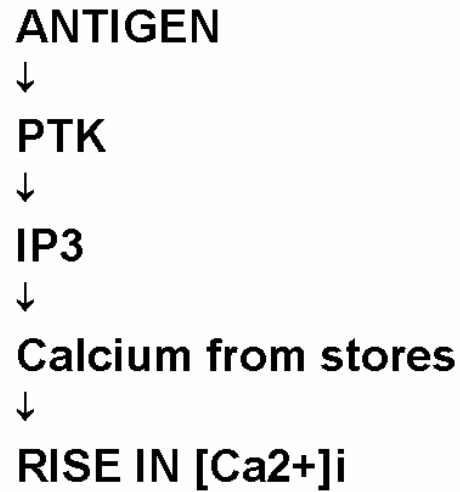 ANTIGEN
↓
PTK
↓
IP3
↓
Calcium from stores
↓
RISE IN [Ca2+]i